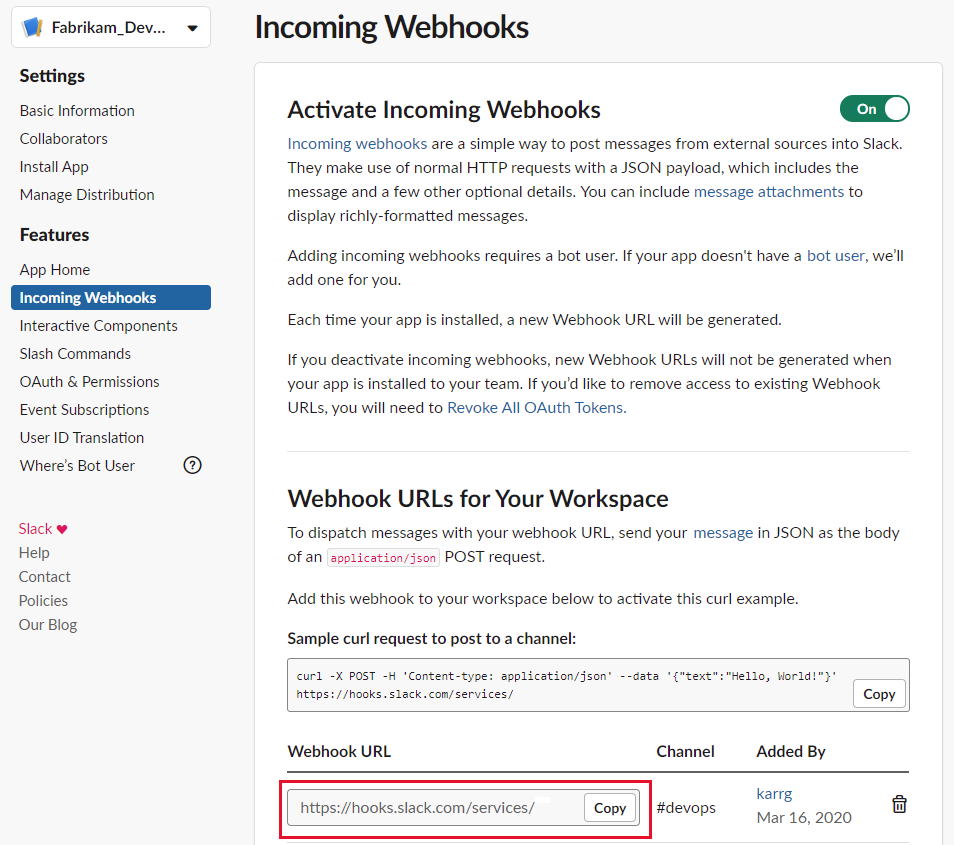 Fabrikam_Dev...
Settings
Basic Information
Collaborators
Install App
Manage Distribution
Features
App Home
Incoming Webhooks
Interactive Components
Slash Commands
OAuth & Permissions
Event Subscriptions
User ID Translation
Where’s Bot User ?
Slack ♥
Help
Contact
Policies
Our Blog
Incoming Webhooks
Activate Incoming Webhooks
On
Incoming webhooks are a simple way to post messages from external sources into Slack.
They make use of normal HTTP requests with a JSON payload, which includes the
message and a few other optional details. You can include message attachments to
display richly-formatted messages.
Adding incoming webhooks requires a bot user. If your app doesn't have a bot user, we’ll
add one for you.
Each time your app is installed, a new Webhook URL will be generated.
If you deactivate incoming webhooks, new Webhook URLs will not be generated when
your app is installed to your team. If you’d like to remove access to existing Webhook
URLs, you will need to Revoke All OAuth Tokens.
Webhook URLs for Your Workspace
To dispatch messages with your webhook URL, send your message in JSON as the body
of an application/json POST request.
Add this webhook to your workspace below to activate this curl example.
Sample curl request to post to a channel:
curl -X POST -H 'Content-type: application/json' --data '{"text":"Hello, World!"}'
https://hooks.slack.com/services/
Copy
Webhook URL Channel Added By
https://hooks.slack.com/services/ Copy #devops karrg
Mar 16, 2020